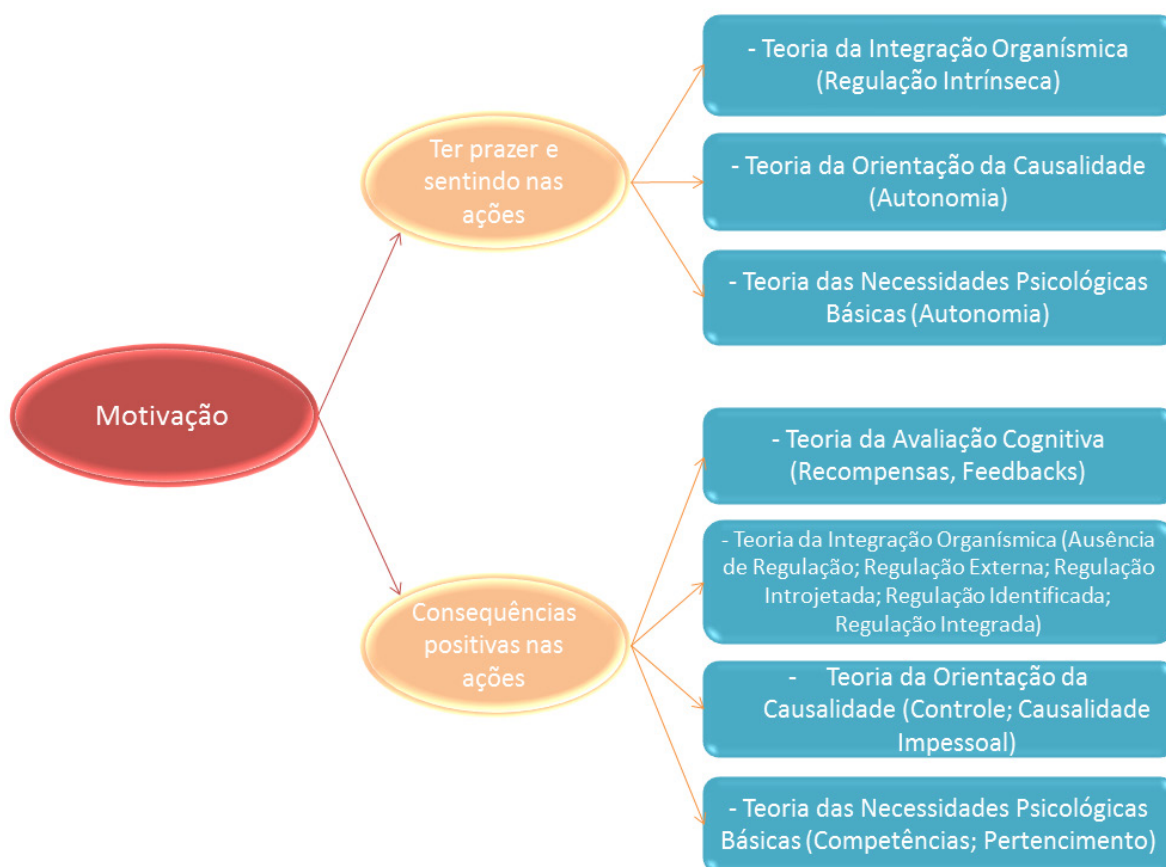 - Teoria da Integração Organísmica
(Regulação Intrínseca)
Ter prazer e
sentindo nas
ações
- Teoria da Orientação da Causalidade
(Autonomia)
- Teoria das Necessidades Psicológicas
Básicas (Autonomia)
Motivação
- Teoria da Avaliação Cognitiva
(Recompensas, Feedbacks)
- Teoria da Integração Organísmica (Ausência
de Regulação; Regulação Externa; Regulação
Introjetada; Regulação Identificada;
Regulação Integrada)
Consequências
positivas nas
ações
- Teoria da Orientação da
Causalidade (Controle; Causalidade
Impessoal)
- Teoria das Necessidades Psicológicas
Básicas (Competências; Pertencimento)